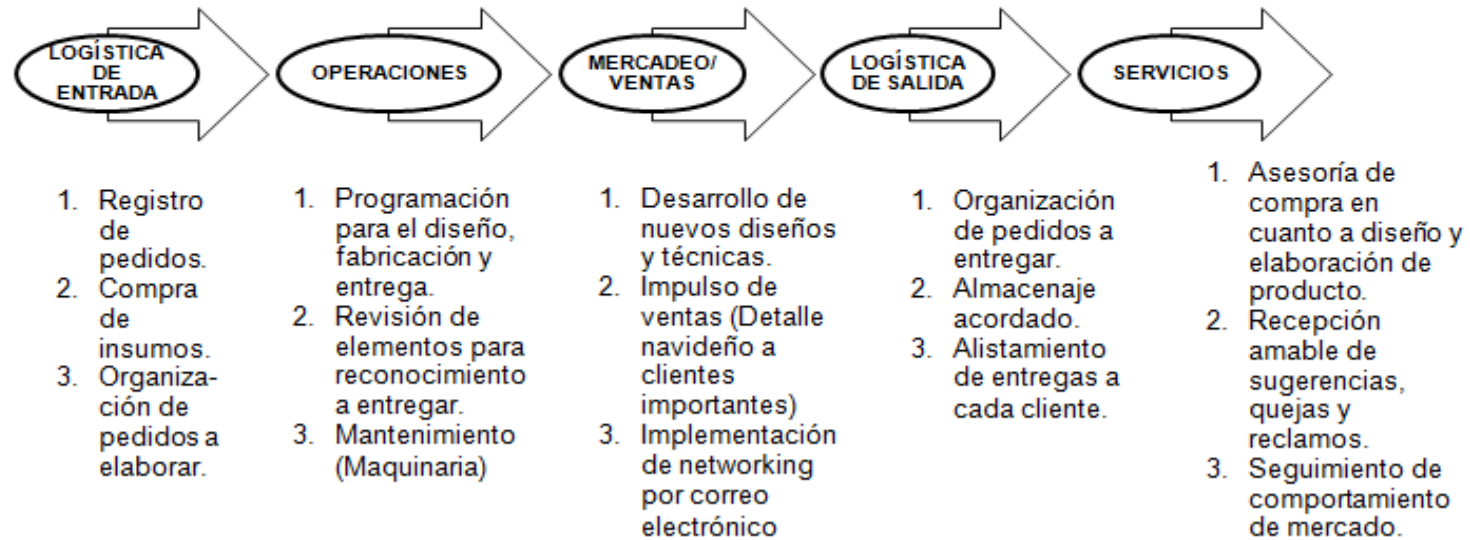 LOGÍSTICA
DE
ENTRADA
OPERACIONES
MERCADEO/
VENTAS
LOGÍSTICA
DE SALIDA
SERVICIOS
1. Registro
de
pedidos.
2. Compra
de
insumos.
3. Organiza-
ción de
pedidos a
elaborar.
1. Programación
para el diseño,
fabricación y
entrega.
2. Revisión de
elementos para
reconocimiento
a entregar.
3. Mantenimiento
(Maquinaria)
1. Desarrollo de
nuevos diseños
y técnicas.
2. Impulso de
ventas (Detalle
navideño a
clientes
importantes)
3. Implementación
de networking
por correo
electrónico
1. Organización
de pedidos a
entregar.
2. Almacenaje
acordado.
3. Alistamiento
de entregas a
cada cliente.
1. Asesoría de
compra en
cuanto a diseño y
elaboración de
producto.
2. Recepción
amable de
sugerencias,
quejas y
reclamos.
3. Seguimiento de
comportamiento
de mercado.